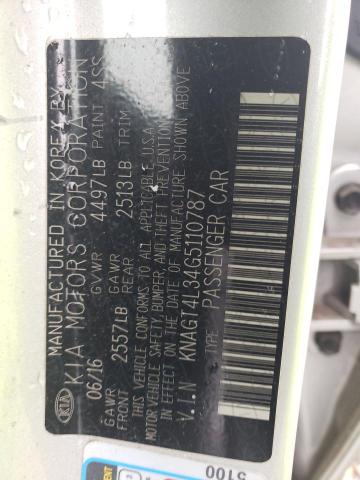 MANUFACTURED IN KOREA BY
KIA MOTORS CORPORATION
KIA
06/16 GVWR 4497LB PAINT 4SS
GAWR FRONT 2557LB GAWR REAR 2513LB TRIM
THIS VEHICLE CONFORMS TO ALL APPLICABLE U.S.A
MOTOR VEHICLE SAFETY, BUMPER, AND THEFT PREVENTION
IN EFFECT ON THE DATE OF MANUFACTURE SHOWN ABOVE
V.I.N KNAGT4L34G5110787
TYPE PASSENGER CAR
5100